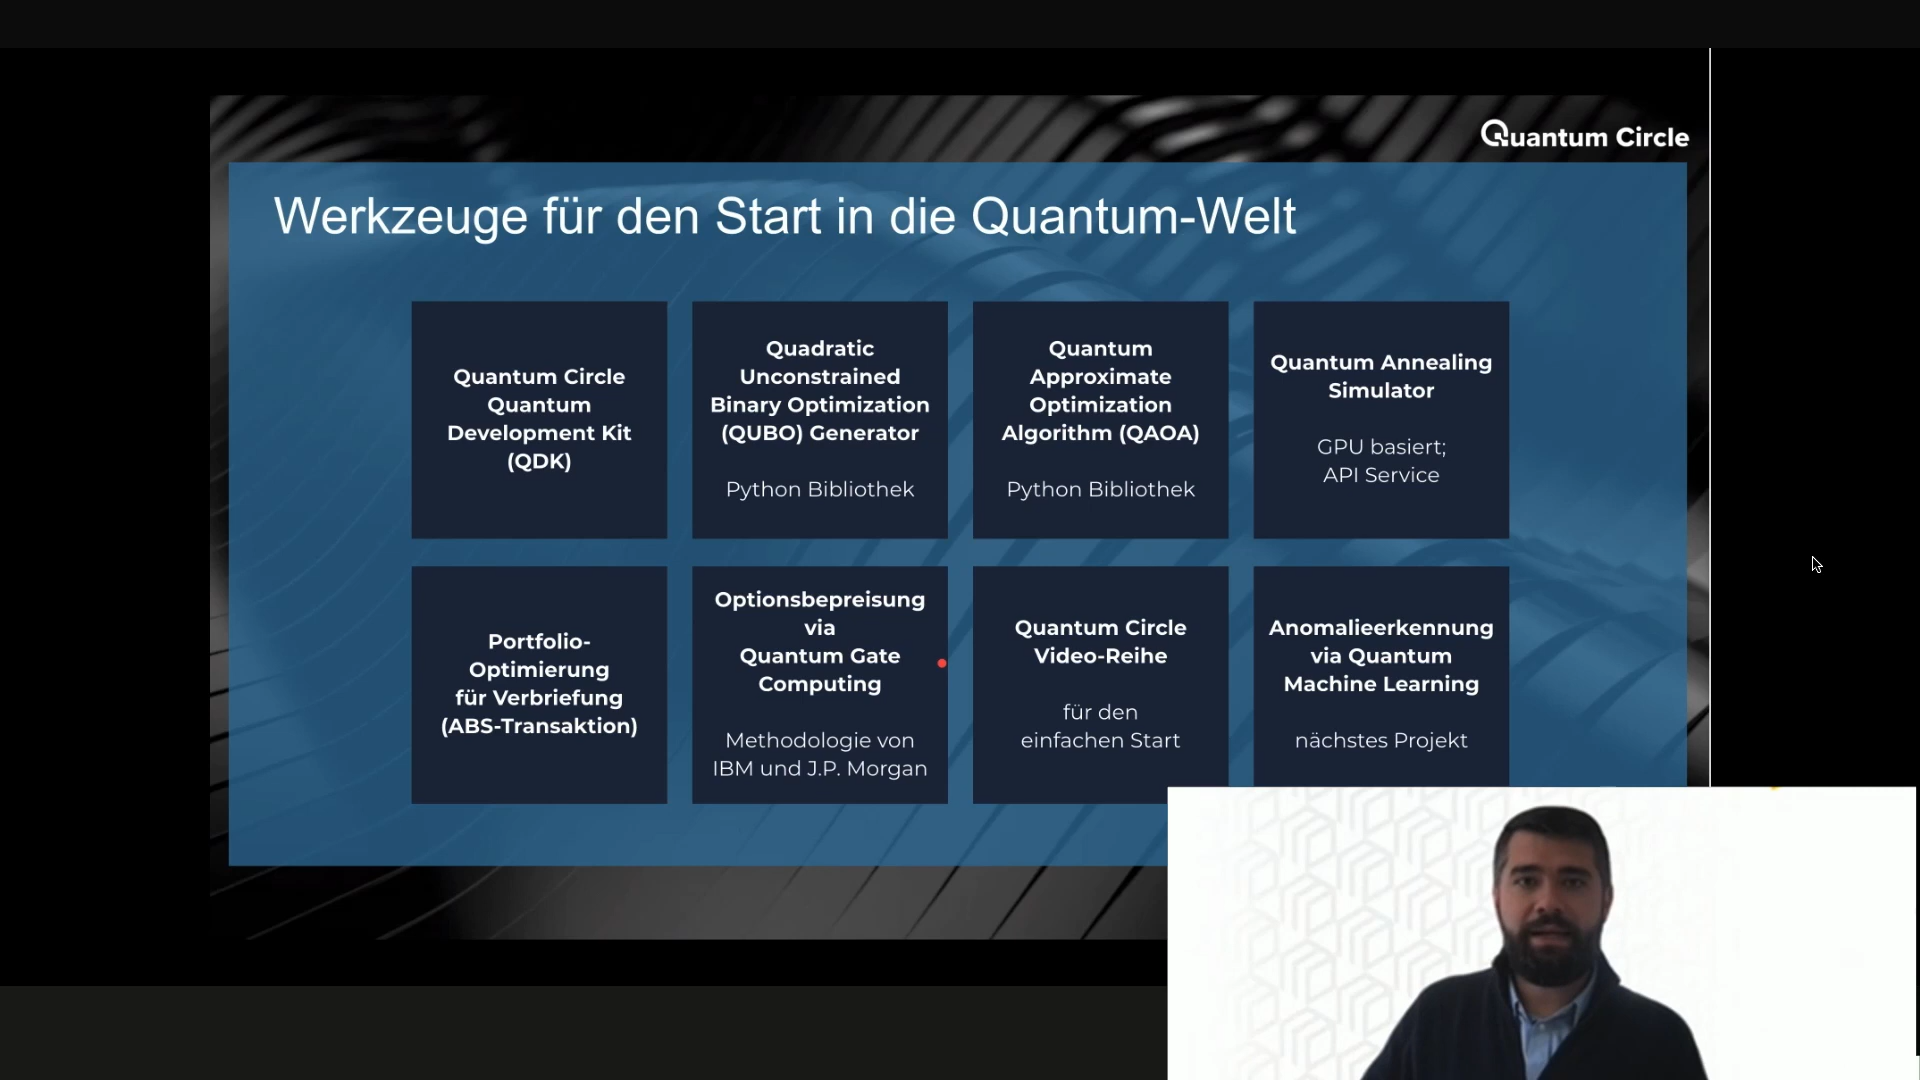 Quantum Circle
Werkzeuge für den Start in die Quantum-Welt
Quantum Circle
Quantum
Development Kit
(QDK)
Quadratic
Unconstrained
Binary Optimization
(QUBO) Generator
Python Bibliothek
Quantum
Approximate
Optimization
Algorithm (QAOA)
Python Bibliothek
Quantum Annealing
Simulator
GPU basiert;
API Service
Portfolio-
Optimierung
für Verbriefung
(ABS-Transaktion)
Optionsbepreisung
via
Quantum Gate
Computing
Methodologie von
IBM und J.P. Morgan
Quantum Circle
Video-Reihe
für den
einfachen Start
Anomalieerkennung
via Quantum
Machine Learning
nächstes Projekt